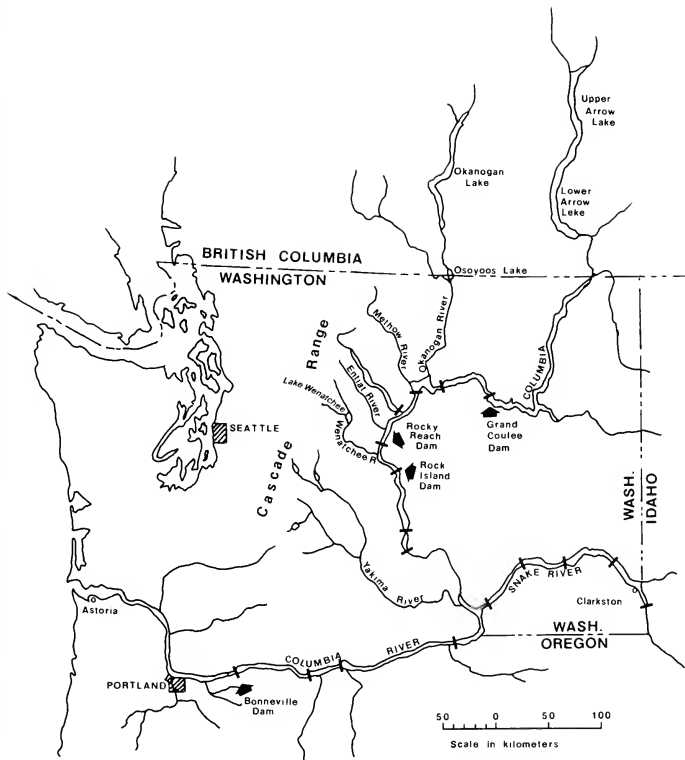 Upper
Arrow
Lake
Okanogan
Lake
Lower
Arrow
Leke
BRITISH COLUMBIA
WASHINGTON
Osoyoos Lake
Methow River
Okanogan River
COLUMBIA
Cascade Range
Entiat River
Lake Wenatchee
Wenatchee R
SEATTLE
Rocky
Reach
Dam
Grand
Coulee
Dam
Rock
Island
Dam
WASH.
IDAHO
Yakima River
SNAKE RIVER
Clarkston
Astoria
WASH.
OREGON
COLUMBIA RIVER
PORTLAND
Bonneville
Dam
50 0 50 100
Scale in kilometers